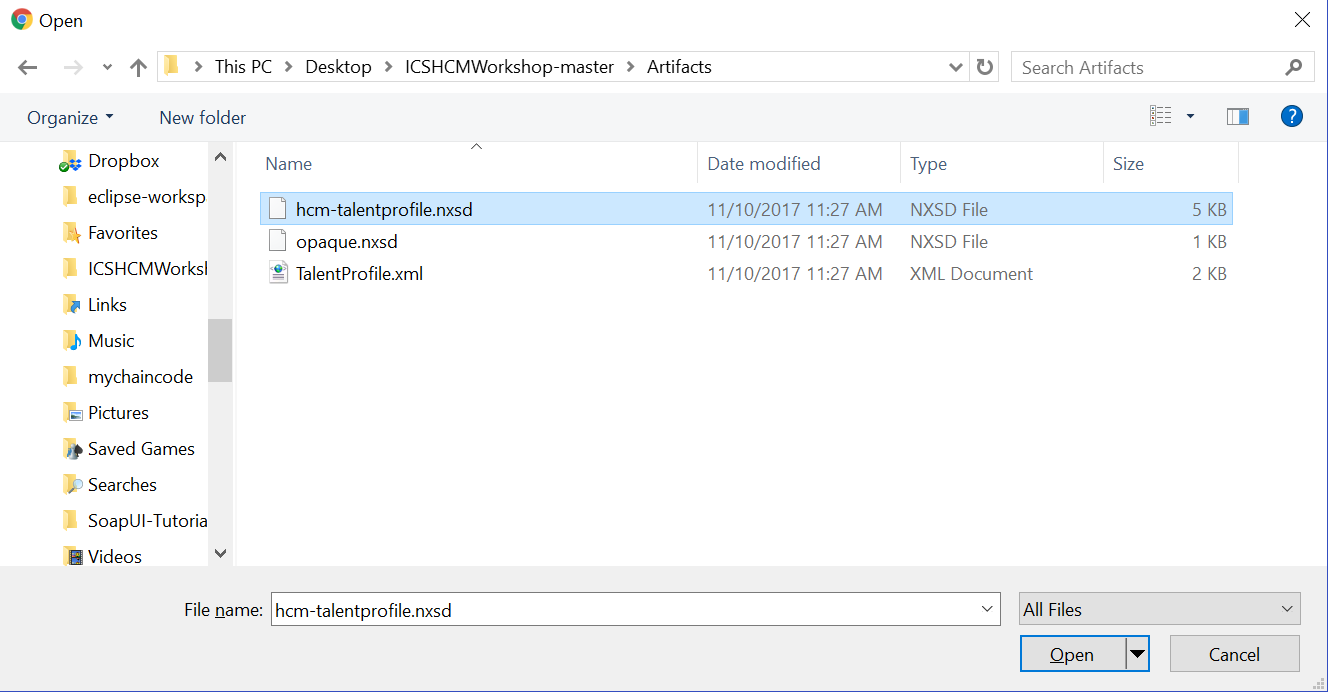 Open
This PC > Desktop > ICSHCMWorkshop-master > Artifacts
Search Artifacts
Organize
New folder
?
Dropbox
eclipse-worksp
Favorites
ICSHCMWorksl
Links
Music
mychaincode
Pictures
Saved Games
Searches
SoapUI-Tutoria
Videos
Name Date modified Type Size
hcm-talentprofile.nxsd 11/10/2017 11:27 AM NXSD File 5 KB
opaque.nxsd 11/10/2017 11:27 AM NXSD File 1 KB
TalentProfile.xml 11/10/2017 11:27 AM XML Document 2 KB
File name: hcm-talentprofile.nxsd
All Files
Open
Cancel